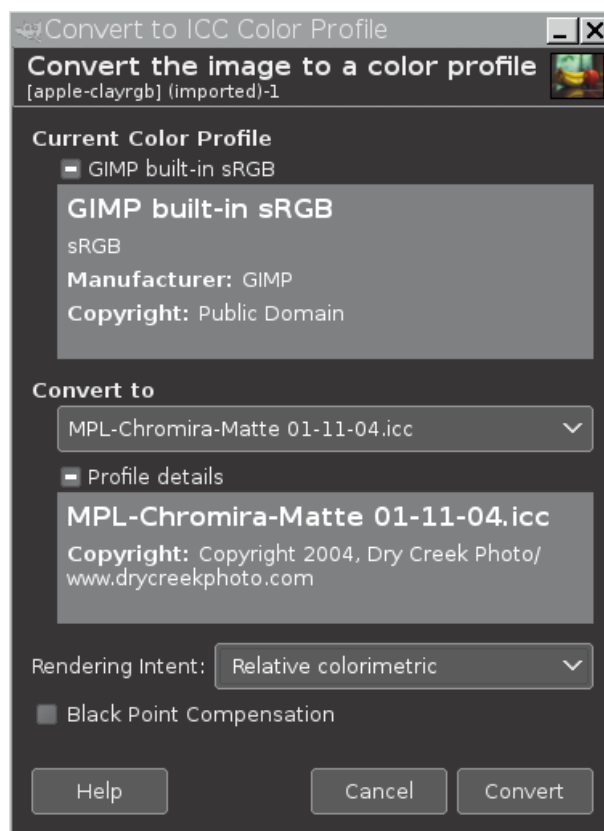 Convert to ICC Color Profile
Convert the image to a color profile
[apple-clayrgb] (imported)-1
Current Color Profile
GIMP built-in sRGB
GIMP built-in sRGB
sRGB
Manufacturer: GIMP
Copyright: Public Domain
Convert to
MPL-Chromira-Matte 01-11-04.icc
Profile details
MPL-Chromira-Matte 01-11-04.icc
Copyright: Copyright 2004, Dry Creek Photo/
www.drycreekphoto.com
Rendering Intent: Relative colorimetric
Black Point Compensation
Help Cancel Convert